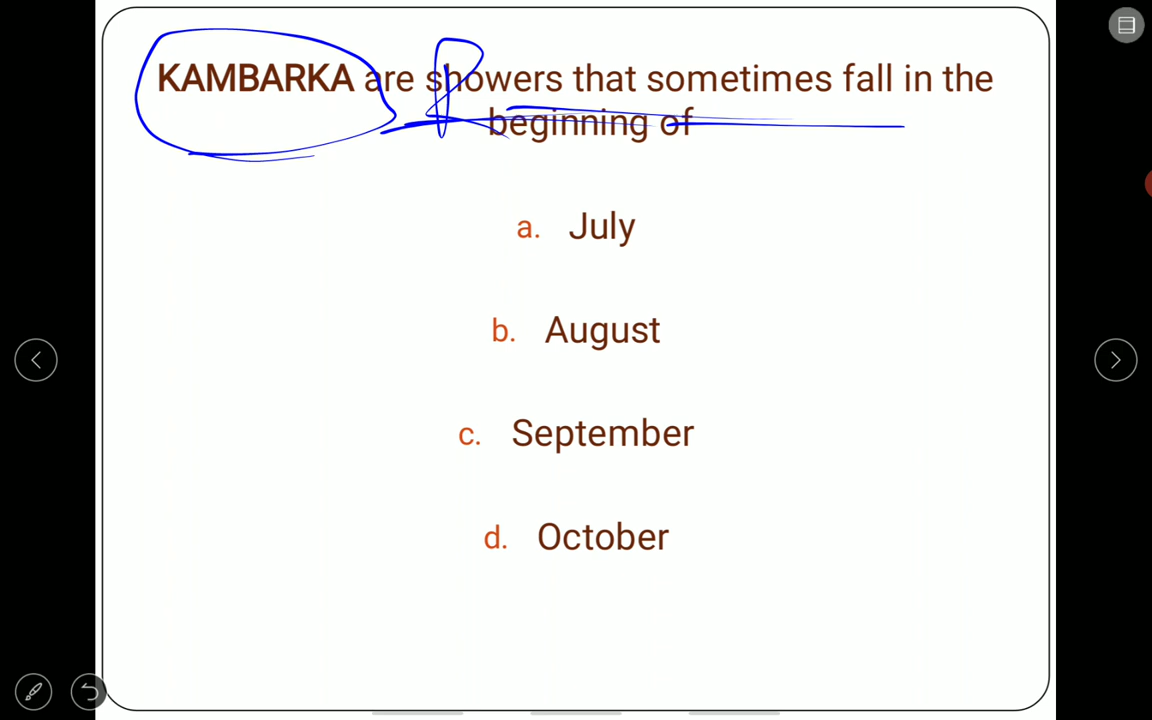 KAMBARKA are showers that sometimes fall in the
beginning of
a. July
b. August
c. September
d. October